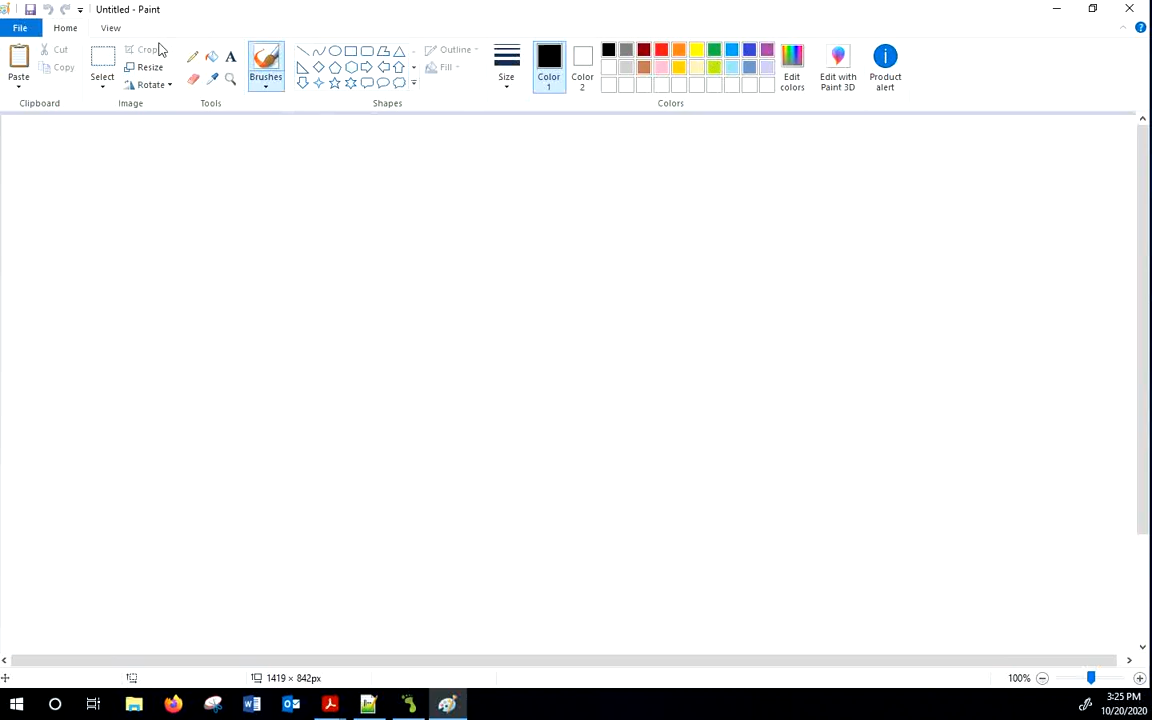 Untitled - Paint
File Home View
Paste
Cut
Copy
Clipboard
Select
Crop
Resize
Rotate
Image
A
Tools
Brushes
Outline
Fill
Shapes
Size
Color 1
Color 2
Edit colors
Colors
Edit with Paint 3D
Product alert
1419 × 842px
100%
3:25 PM
10/20/2020